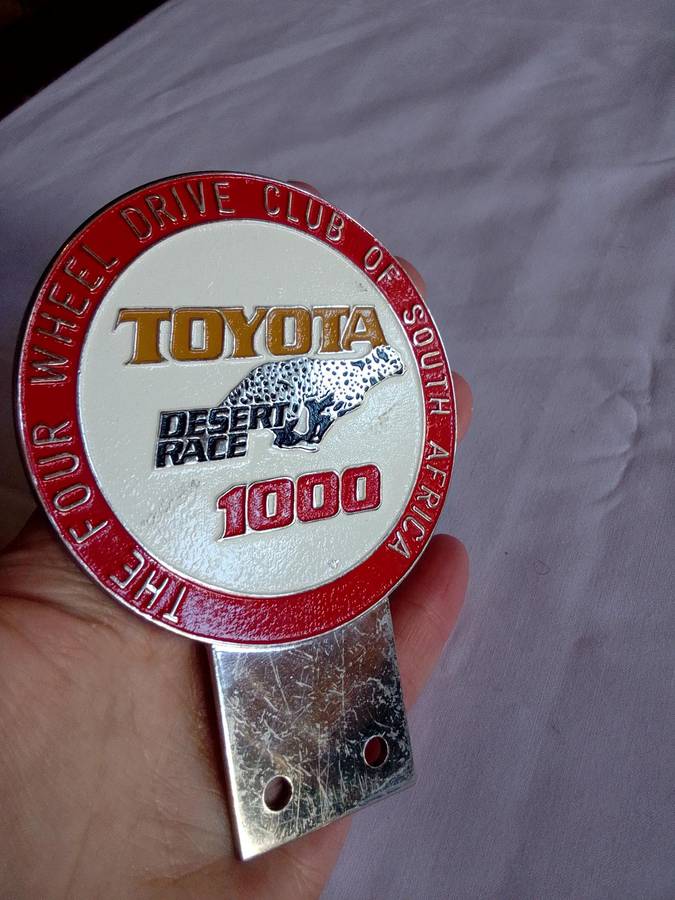 THE FOUR WHEEL DRIVE CLUB OF SOUTH AFRICA
TOYOTA
DESERT
RACE
1000